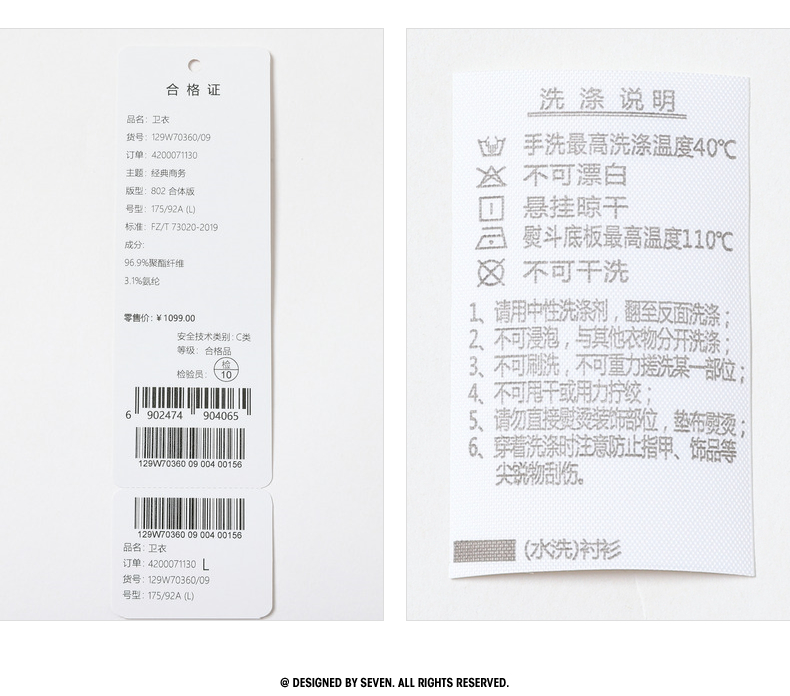 合格证
品名: 卫衣
货号: 129W70360/09
订单: 4200071130
主题: 经典商务
版型: 802 合体版
号型: 175/92A (L)
标准: FZ/T 73020-2019
成分:
96.9%聚酯纤维
3.1%氨纶
零售价: ¥ 1099.00
安全技术类别: C类
等级: 合格品
检验员: 检 10
6 902474 904065
129W70360 09 004 00156
129W70360 09 004 00156
品名: 卫衣
订单: 4200071130 L
货号: 129W70360/09
号型: 175/92A (L)
洗涤说明
手洗最高洗涤温度40℃
不可漂白
悬挂晾干
熨斗底板最高温度110℃
不可干洗
1、请用中性洗涤剂，翻至反面洗涤；
2、不可浸泡，与其他衣物分开洗涤；
3、不可刷洗，不可重力搓洗某一部位；
4、不可甩干或用力拧绞；
5、请勿直接熨烫装饰部位，垫布熨烫；
6、穿着洗涤时注意防止指甲、饰品等
尖锐物刮伤。
(水洗)衬衫
@ DESIGNED BY SEVEN. ALL RIGHTS RESERVED.